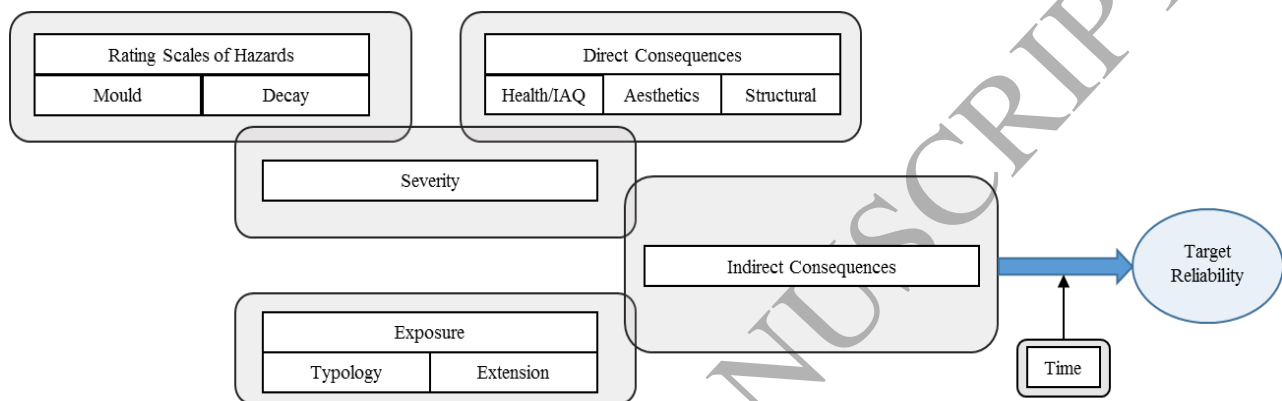 Rating Scales of Hazards
Mould
Decay
Direct Consequences
Health/IAQ
Aesthetics
Structural
Severity
Indirect Consequences
Target
Reliability
Exposure
Typology
Extension
Time
NUSCRIP